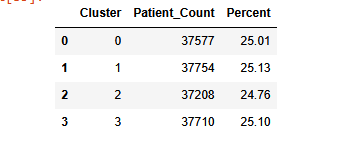 Cluster Patient_Count Percent
0 0 37577 25.01
1 1 37754 25.13
2 2 37208 24.76
3 3 37710 25.10